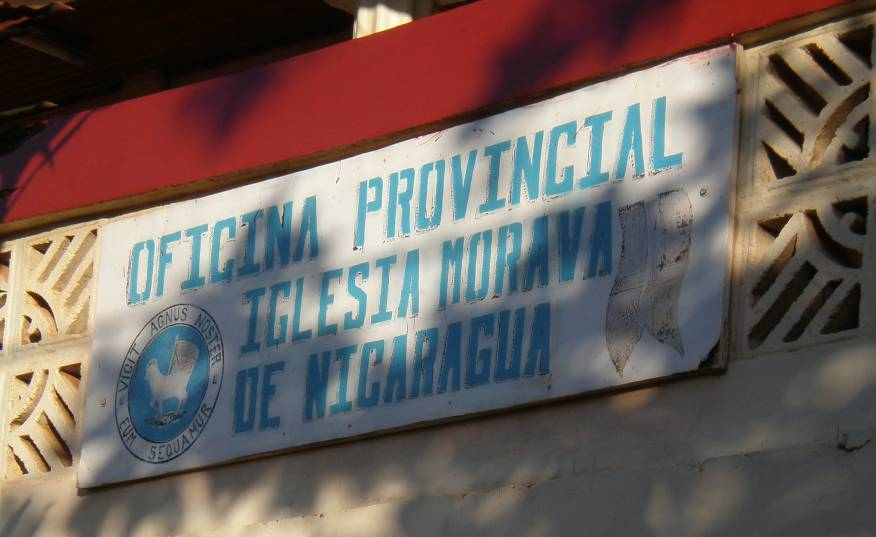 OFICINA PROVINCIAL
IGLESIA MORAVA
DE NICARAGUA
VICIT AGNUS NOSTER
EUM SEQUAMUR